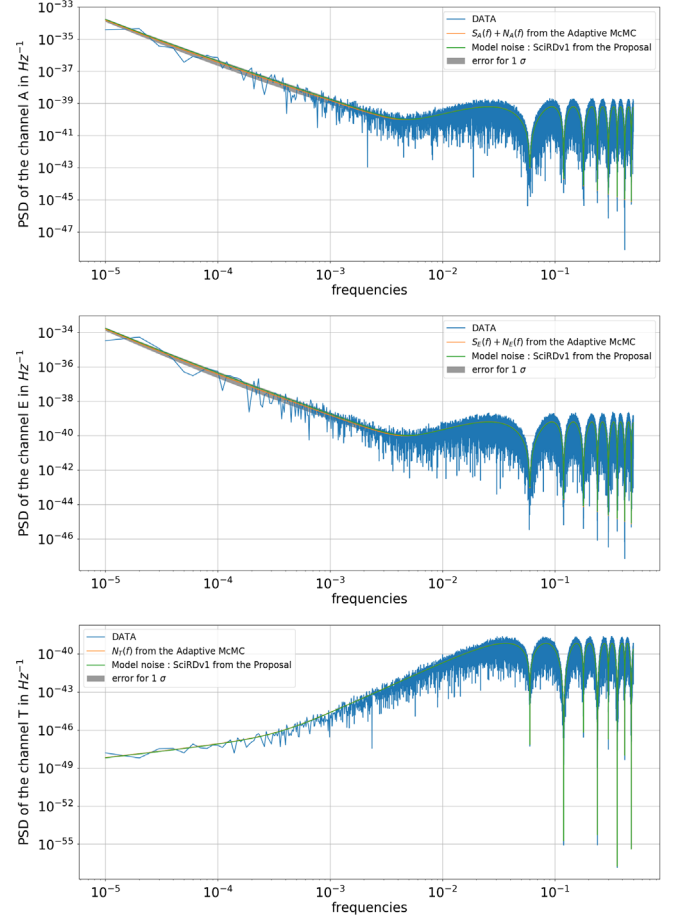 10⁻³³
10⁻³⁵
10⁻³⁷
10⁻³⁹
10⁻⁴¹
10⁻⁴³
10⁻⁴⁵
10⁻⁴⁷
PSD of the channel A in Hz⁻¹
DATA
S_A(f) + N_A(f) from the Adaptive McMC
Model noise : SciRDv1 from the Proposal
error for 1 σ
10⁻⁵ 10⁻⁴ 10⁻³ 10⁻² 10⁻¹
frequencies
10⁻³⁴
10⁻³⁶
10⁻³⁸
10⁻⁴⁰
10⁻⁴²
10⁻⁴⁴
10⁻⁴⁶
PSD of the channel E in Hz⁻¹
DATA
S_E(f) + N_E(f) from the Adaptive McMC
Model noise : SciRDv1 from the Proposal
error for 1 σ
10⁻⁵ 10⁻⁴ 10⁻³ 10⁻² 10⁻¹
frequencies
10⁻⁴⁰
10⁻⁴³
10⁻⁴⁶
10⁻⁴⁹
10⁻⁵²
10⁻⁵⁵
PSD of the channel T in Hz⁻¹
DATA
N_T(f) from the Adaptive McMC
Model noise : SciRDv1 from the Proposal
error for 1 σ
10⁻⁵ 10⁻⁴ 10⁻³ 10⁻² 10⁻¹
frequencies